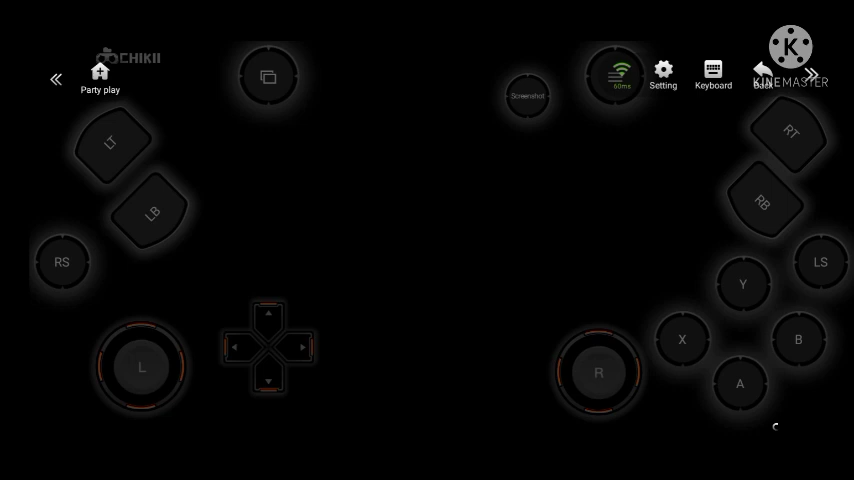 CHIKII
Party play
Screenshot
60ms
Setting
Keyboard
Back
K
KINEMASTER
LT
LB
RS
L
RT
RB
LS
Y
X
B
A
R